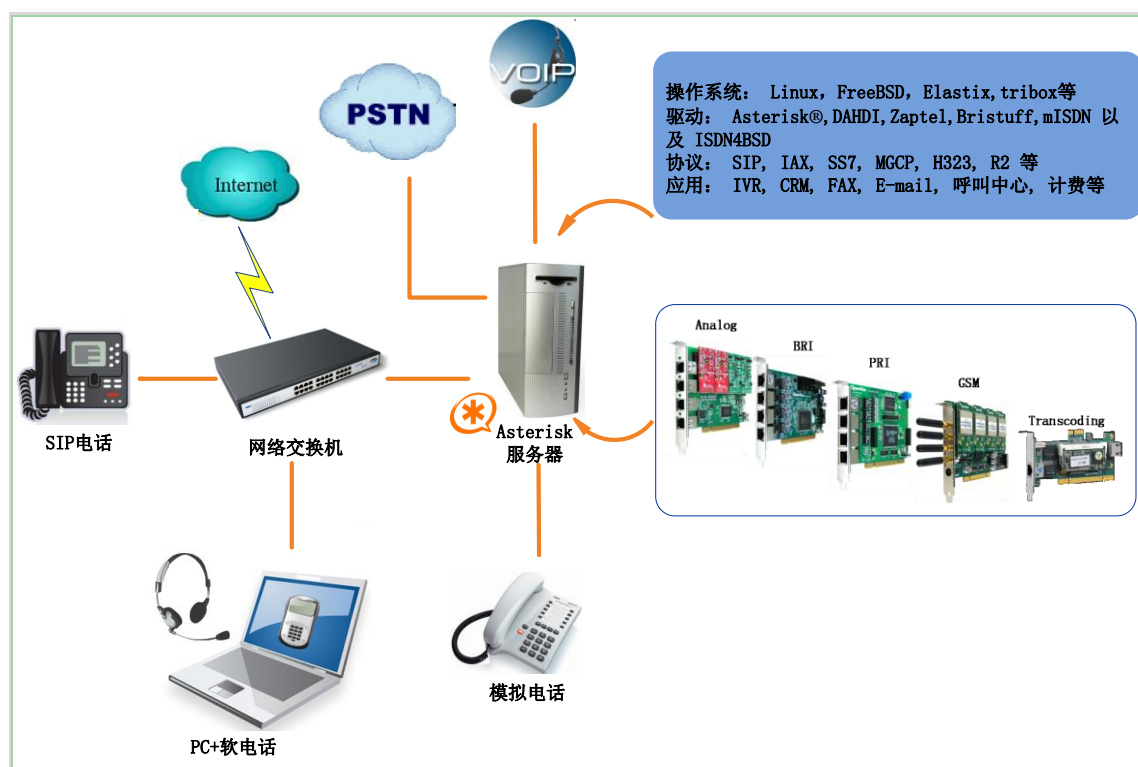 VOIP
PSTN
Internet
操作系统: Linux, FreeBSD, Elastix,tribox等
驱动: Asterisk®,DAHDI,Zaptel,Bristuff,mISDN 以
及 ISDN4BSD
协议: SIP, IAX, SS7, MGCP, H323, R2 等
应用: IVR, CRM, FAX, E-mail, 呼叫中心, 计费等
Analog
BRI
PRI
GSM
Transcoding
SIP电话
网络交换机
Asterisk
服务器
PC+软电话
模拟电话